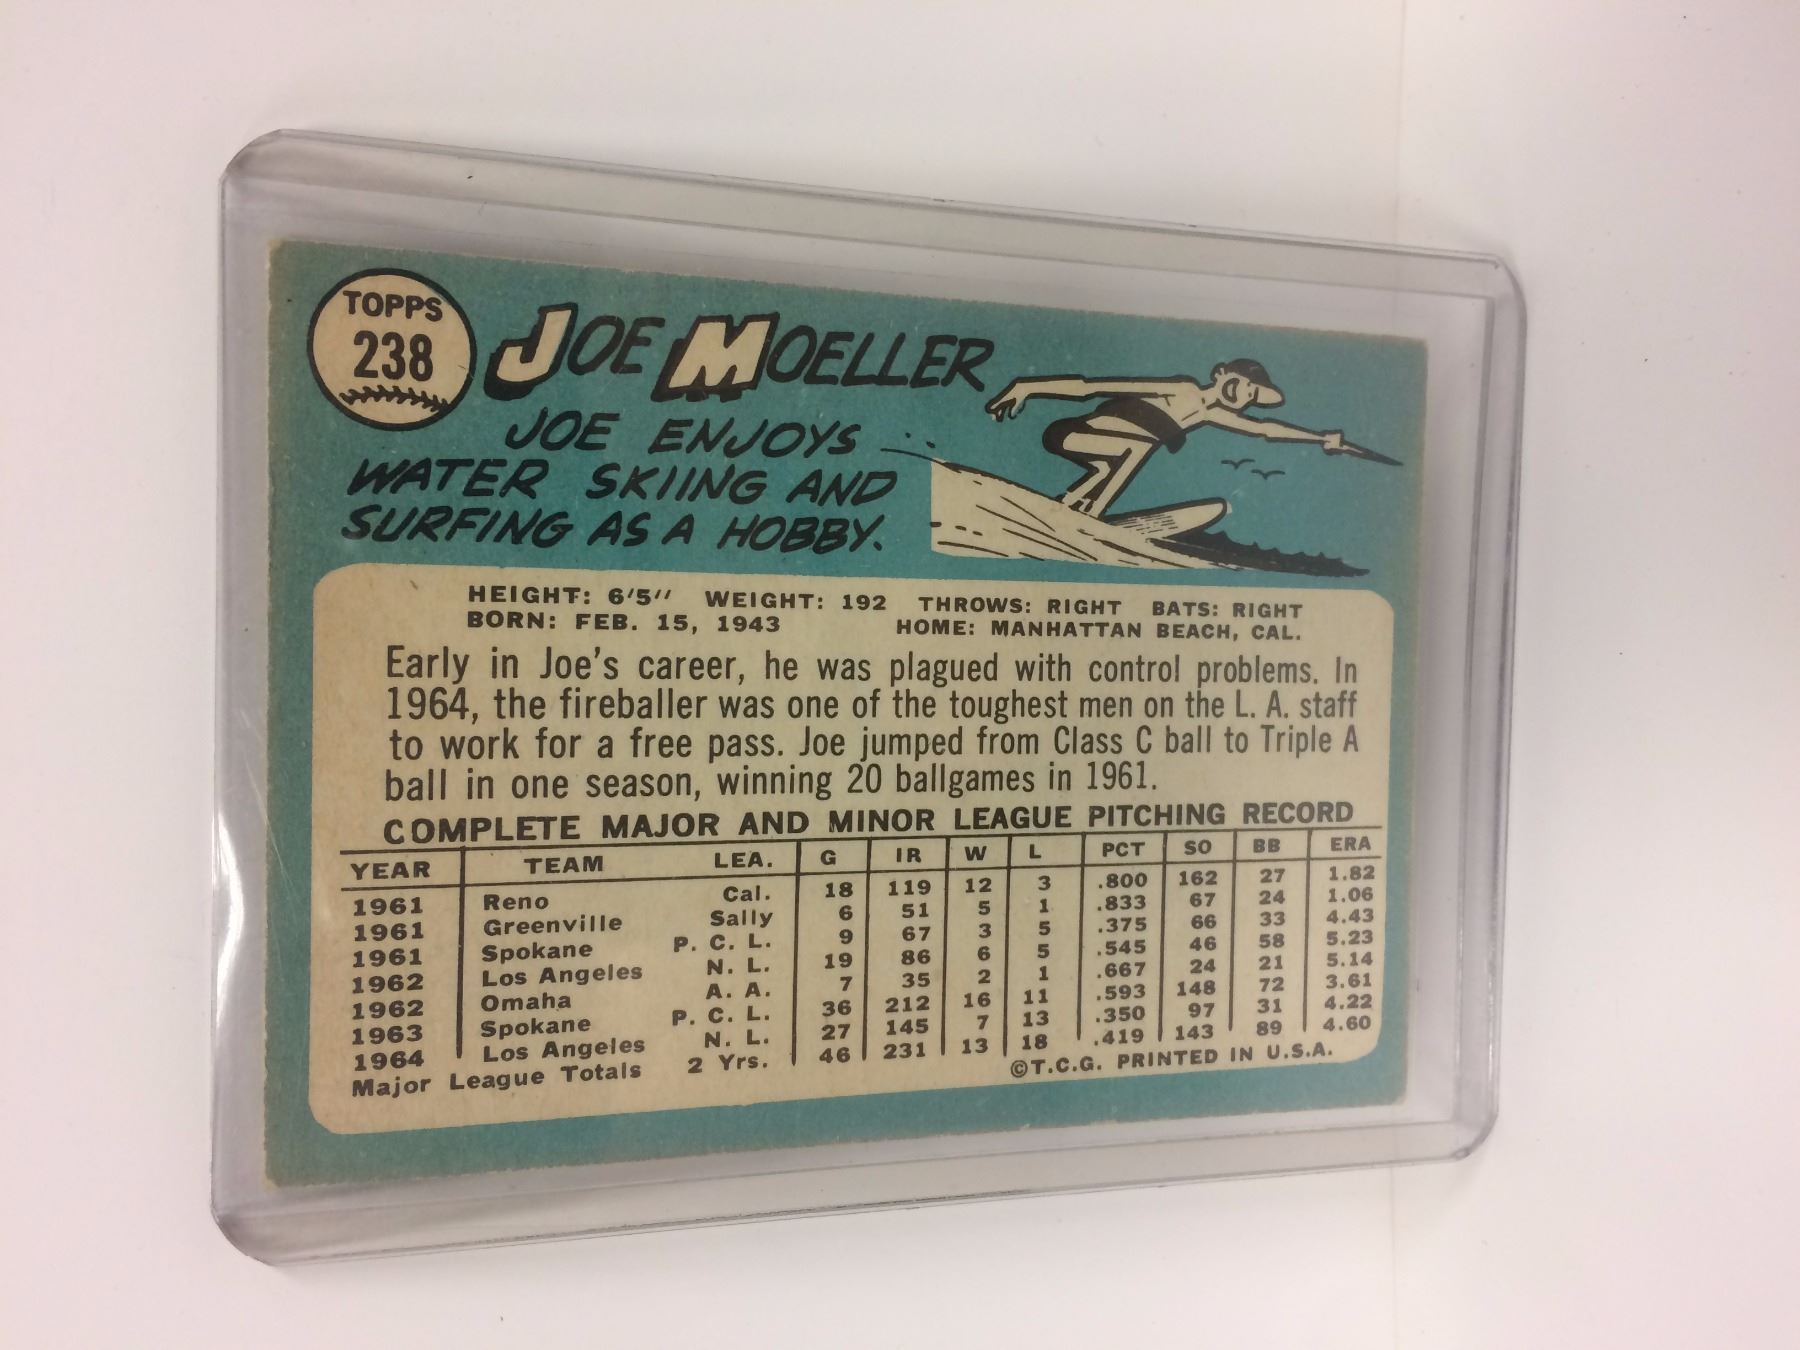 TOPPS
238
JOE MOELLER
JOE ENJOYS
WATER SKIING AND
SURFING AS A HOBBY.
HEIGHT: 6'5" WEIGHT: 192 THROWS: RIGHT BATS: RIGHT
BORN: FEB. 15, 1943 HOME: MANHATTAN BEACH, CAL.
Early in Joe's career, he was plagued with control problems. In
1964, the fireballer was one of the toughest men on the L. A. staff
to work for a free pass. Joe jumped from Class C ball to Triple A
ball in one season, winning 20 ballgames in 1961.
COMPLETE MAJOR AND MINOR LEAGUE PITCHING RECORD
YEAR TEAM LEA. G IR W L PCT SO BB ERA
1961 Reno Cal. 18 119 12 3 .800 162 27 1.82
1961 Greenville Sally 6 51 5 1 .833 67 24 1.06
1961 Spokane P. C. L. 9 67 3 5 .375 66 33 4.43
1962 Los Angeles N. L. 19 86 6 5 .545 46 58 5.23
1962 Omaha A. A. 7 35 2 1 .667 24 21 5.14
1963 Spokane P. C. L. 36 212 16 11 .593 148 72 3.61
1964 Los Angeles N. L. 27 145 7 13 .350 97 31 4.22
Major League Totals 2 Yrs. 46 231 13 18 .419 143 89 4.60
©T.C.G. PRINTED IN U.S.A.